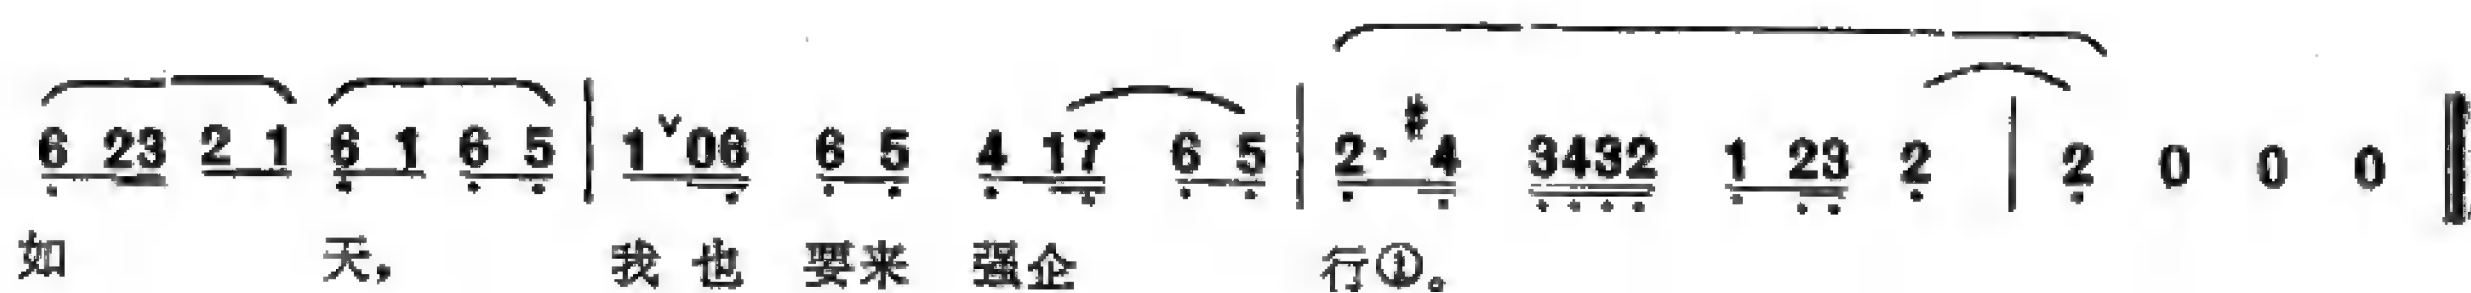 6 23 2 1 6 1 6 5 | 1 ˅ 06 6 5 4 17 6 5 | 2· #4 3432 1 23 2 | 2 0 0 0 ‖
如 天， 我 也 要来 强企 行①。